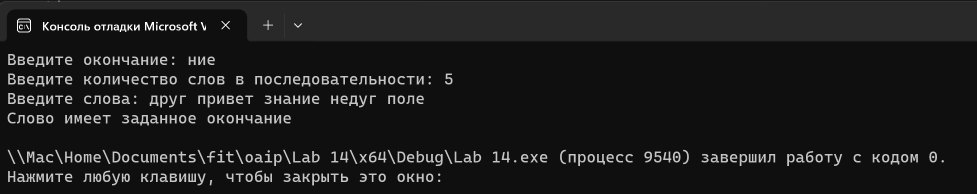 Консоль отладки Microsoft V
Введите окончание: ние
Введите количество слов в последовательности: 5
Введите слова: друг привет знание недуг поле
Слово имеет заданное окончание
\\Mac\Home\Documents\fit\oaip\Lab 14\x64\Debug\Lab 14.exe (процесс 9540) завершил работу с кодом 0.
Нажмите любую клавишу, чтобы закрыть это окно: